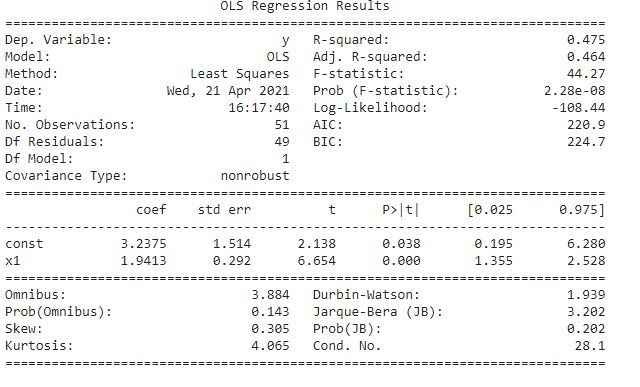 OLS Regression Results
Dep. Variable: y R-squared: 0.475
Model: OLS Adj. R-squared: 0.464
Method: Least Squares F-statistic: 44.27
Date: Wed, 21 Apr 2021 Prob (F-statistic): 2.28e-08
Time: 16:17:40 Log-Likelihood: -108.44
No. Observations: 51 AIC: 220.9
Df Residuals: 49 BIC: 224.7
Df Model: 1
Covariance Type: nonrobust
coef std err t P>|t| [0.025 0.975]
const 3.2375 1.514 2.138 0.038 0.195 6.280
x1 1.9413 0.292 6.654 0.000 1.355 2.528
Omnibus: 3.884 Durbin-Watson: 1.939
Prob(Omnibus): 0.143 Jarque-Bera (JB): 3.202
Skew: 0.305 Prob(JB): 0.202
Kurtosis: 4.065 Cond. No. 28.1